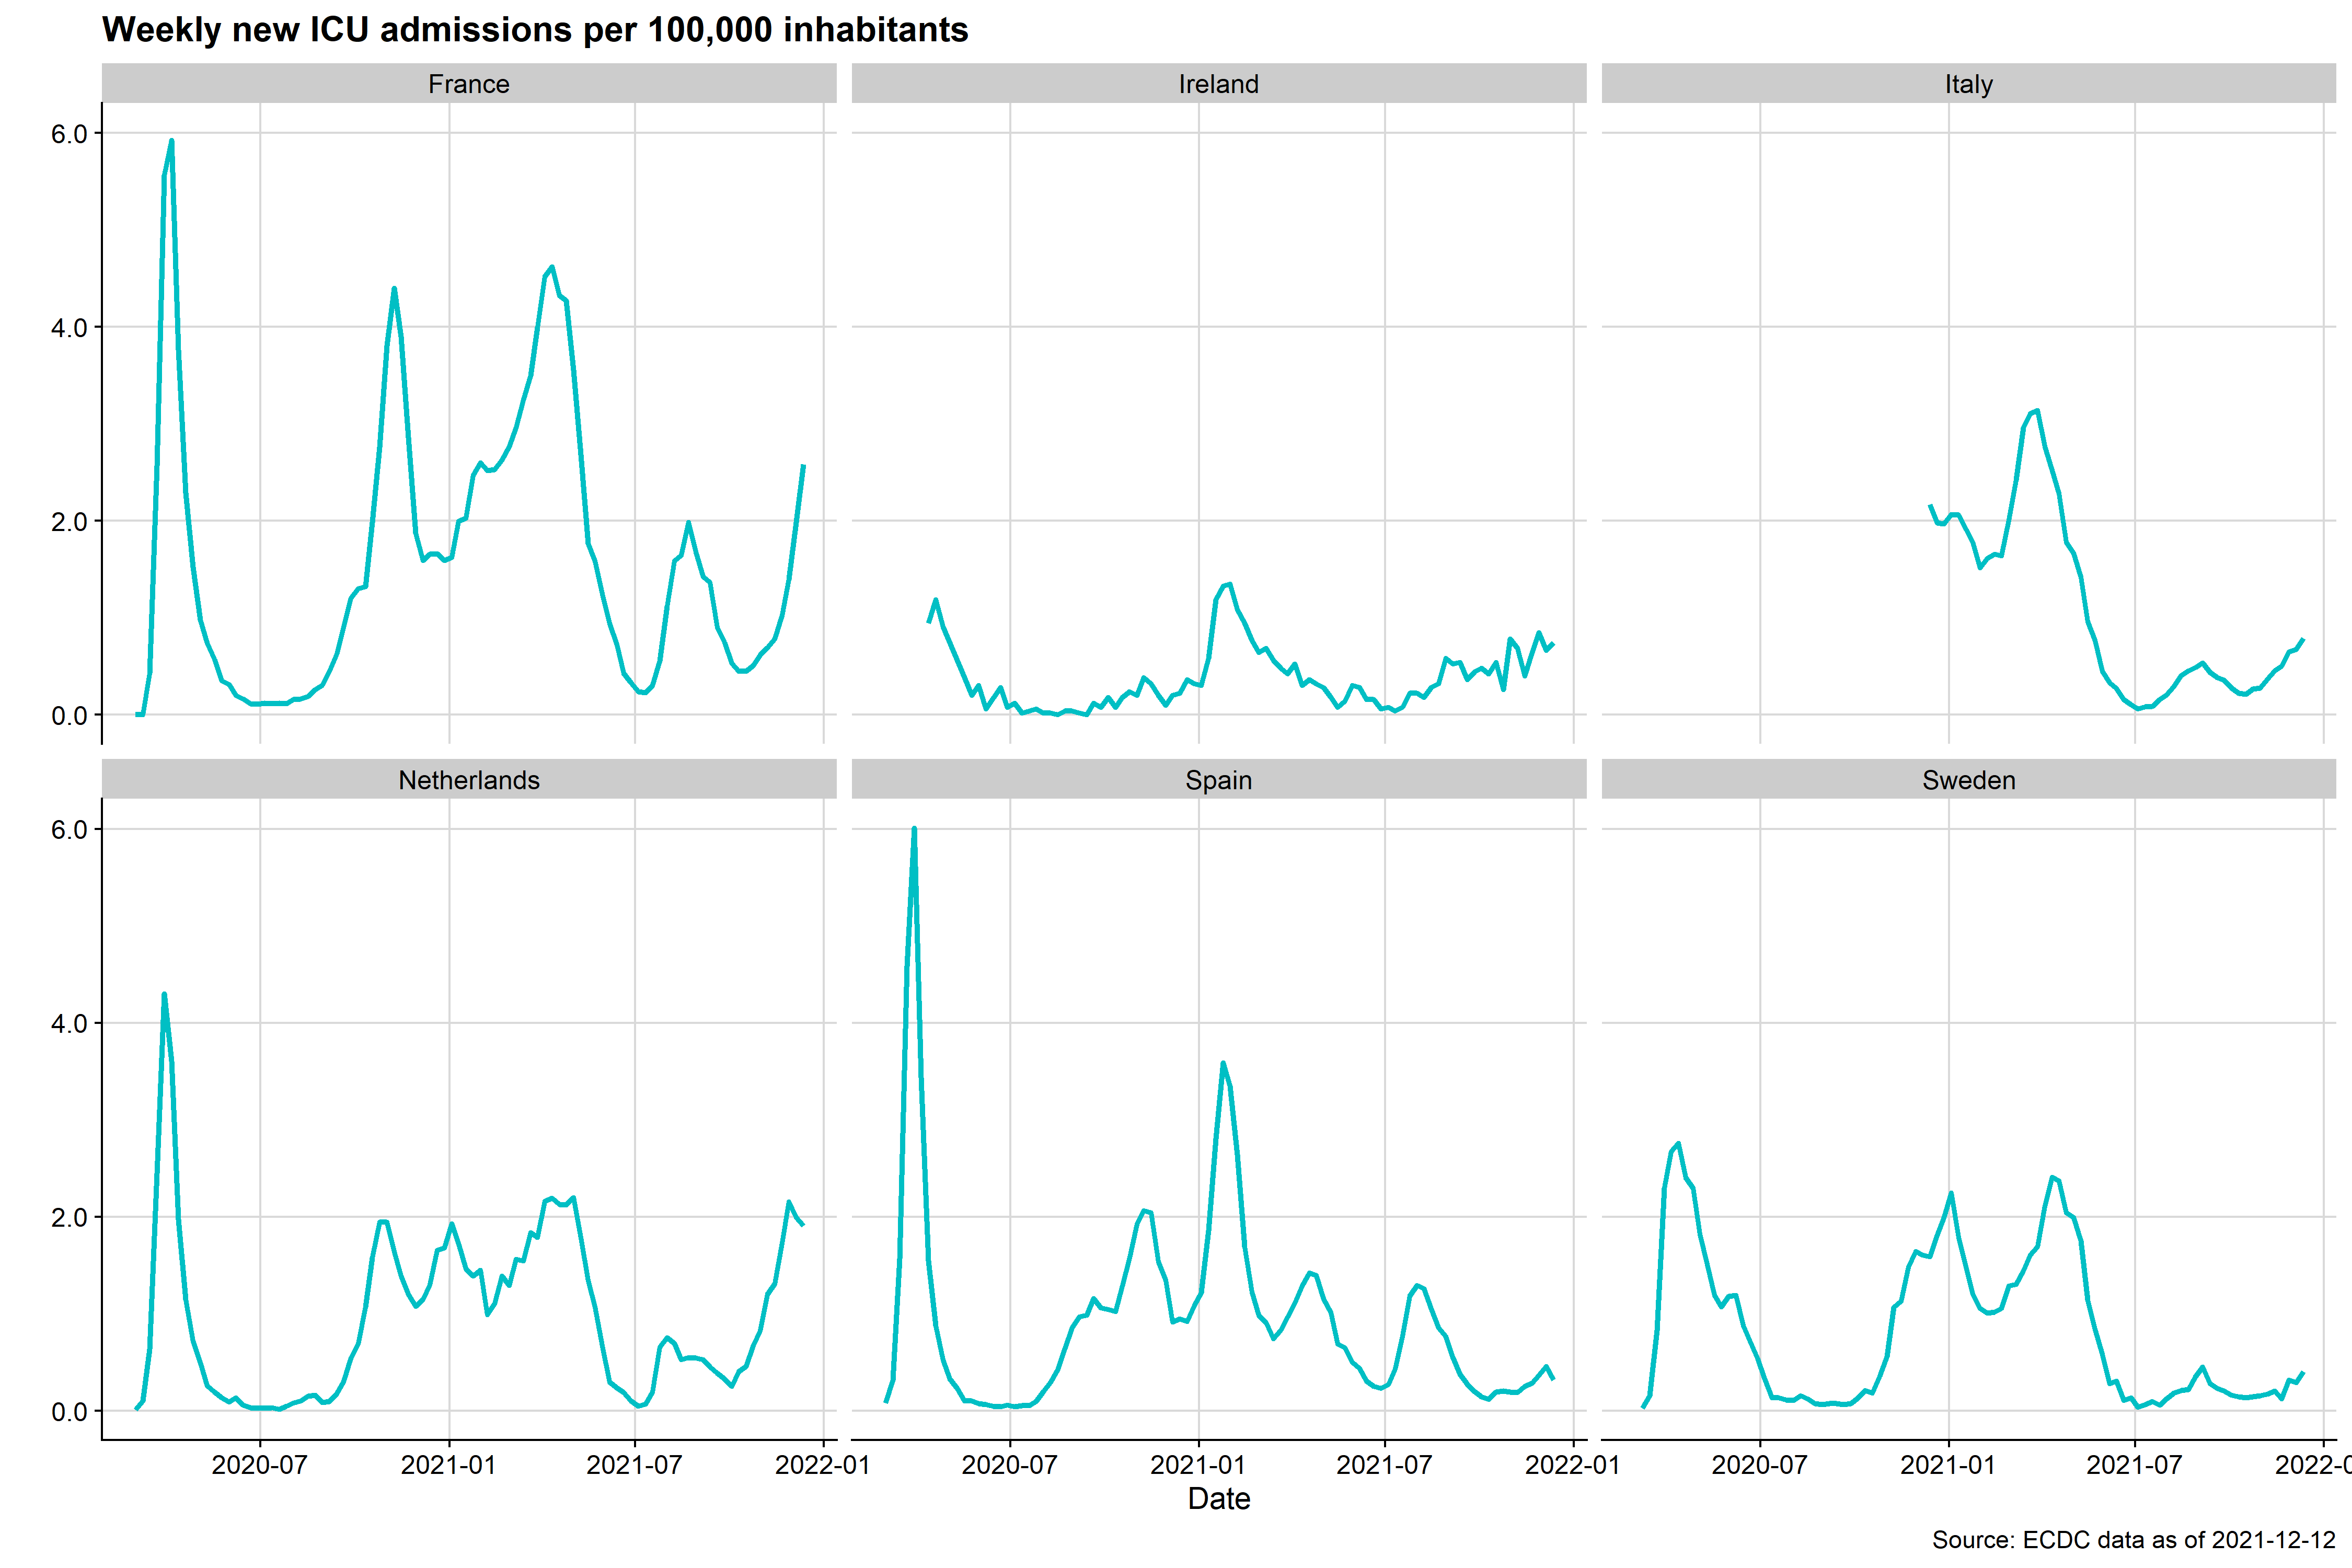 Weekly new ICU admissions per 100,000 inhabitants
France Ireland Italy
6.0
4.0
2.0
0.0
Netherlands Spain Sweden
6.0
4.0
2.0
0.0
2020-07 2021-01 2021-07 2022-01 2020-07 2021-01 2021-07 2022-01 2020-07 2021-01 2021-07 2022-0
Date
Source: ECDC data as of 2021-12-12